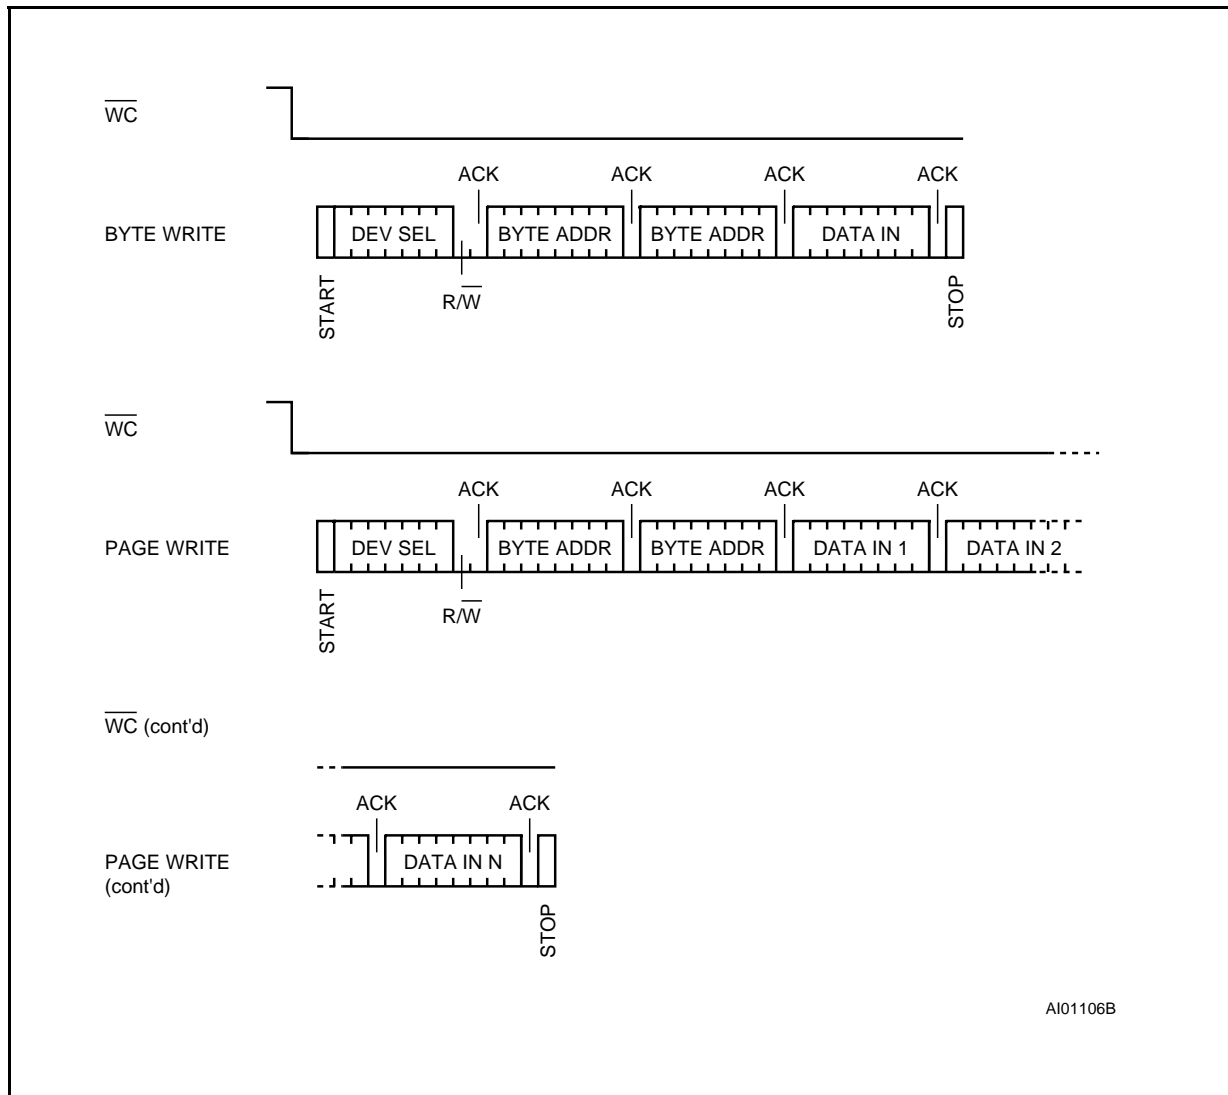 WC
ACK ACK ACK ACK
BYTE WRITE DEV SEL BYTE ADDR BYTE ADDR DATA IN
R/W
START STOP
WC
ACK ACK ACK ACK
PAGE WRITE DEV SEL BYTE ADDR BYTE ADDR DATA IN 1 DATA IN 2
R/W
START
WC (cont'd)
ACK ACK
PAGE WRITE DATA IN N
(cont'd)
STOP
AI01106B